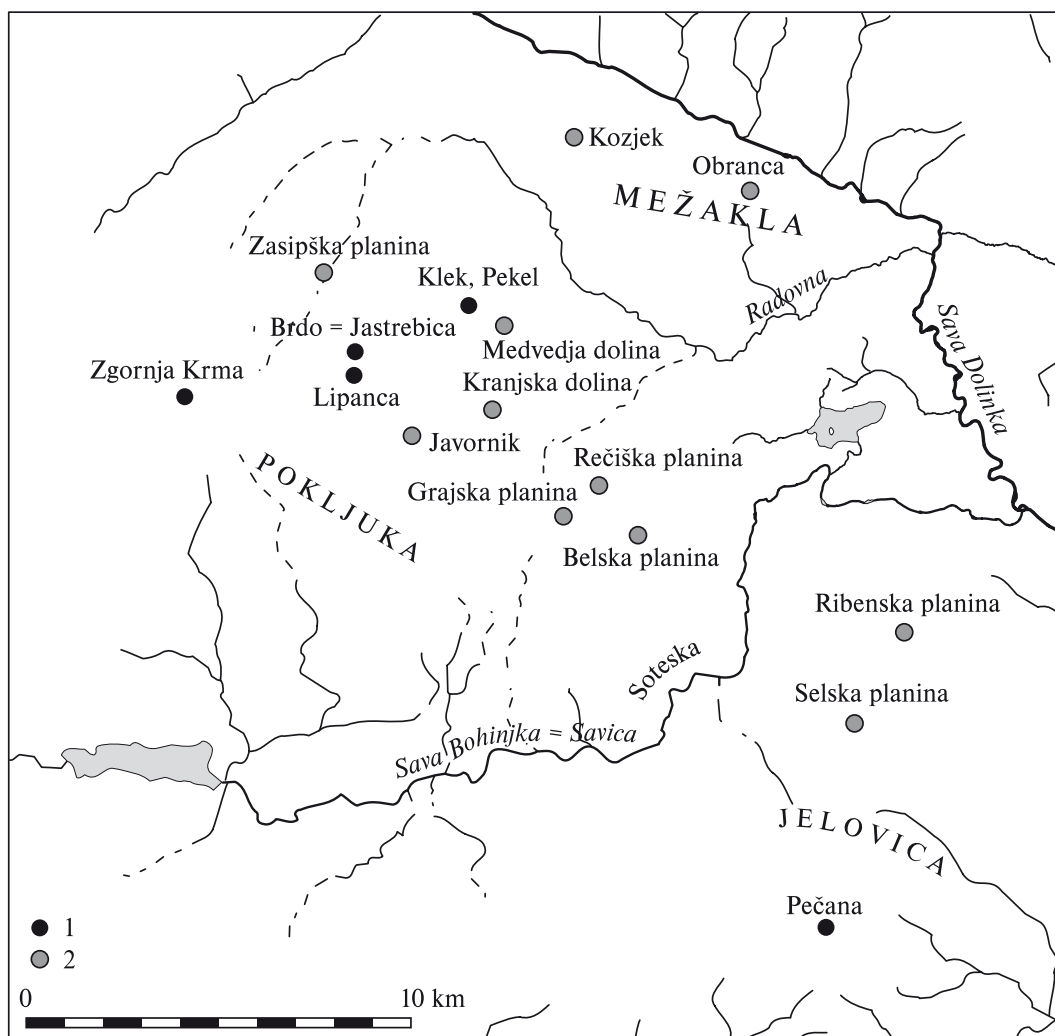 Kozjek
Obranca
MEŽAKLA
Zasipška planina
Klek, Pekel
Radovna
Brdo = Jastrebica
Sava Dolinka
Medvedja dolina
Zgornja Krma
Kranjska dolina
Lipanca
Javornik
Rečiška planina
POKLJUKA
Grajska planina
Belska planina
Ribenska planina
Soteska
Selska planina
Sava Bohinjka = Savica
JELOVICA
Pečana
1
2
0 10 km